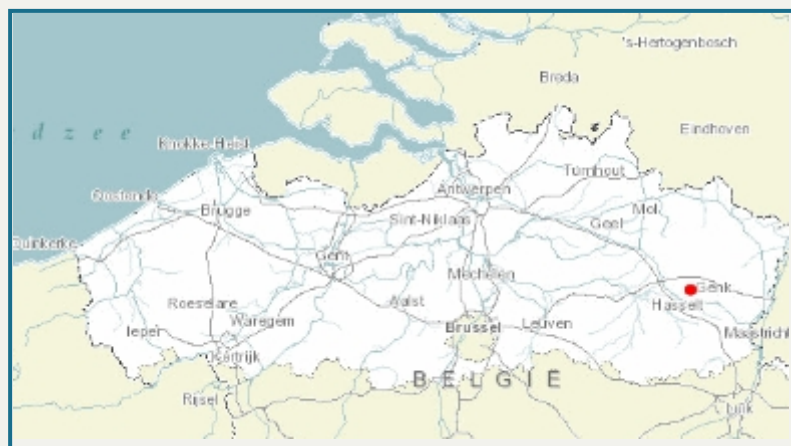 's-Hertogenbosch
Breda
d z e e
Eindhoven
Knokke-Heist
Turnhout
Antwerpen
Oostende
Mol
Brugge
Sint-Niklaas
Geel
Duinkerke
Gent
Mechelen
Genk
Roeselare
Aalst
Hasselt
Ieper
Waregem
Brussel
Leuven
Maastricht
Kortrijk
BELGIË
Rijsel
Luik